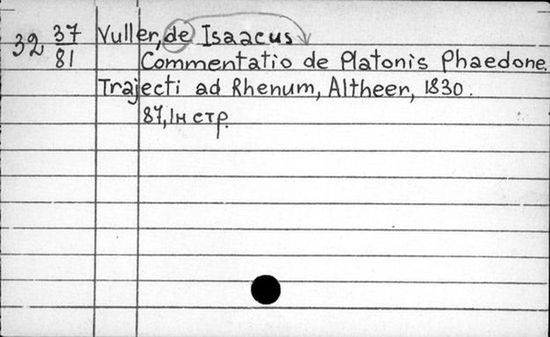 32 37/81 Vuller, de Isaacus
Commentatio de Platonis Phaedone.
Trajecti ad Rhenum, Altheer, 1830.
87, 1н стр.